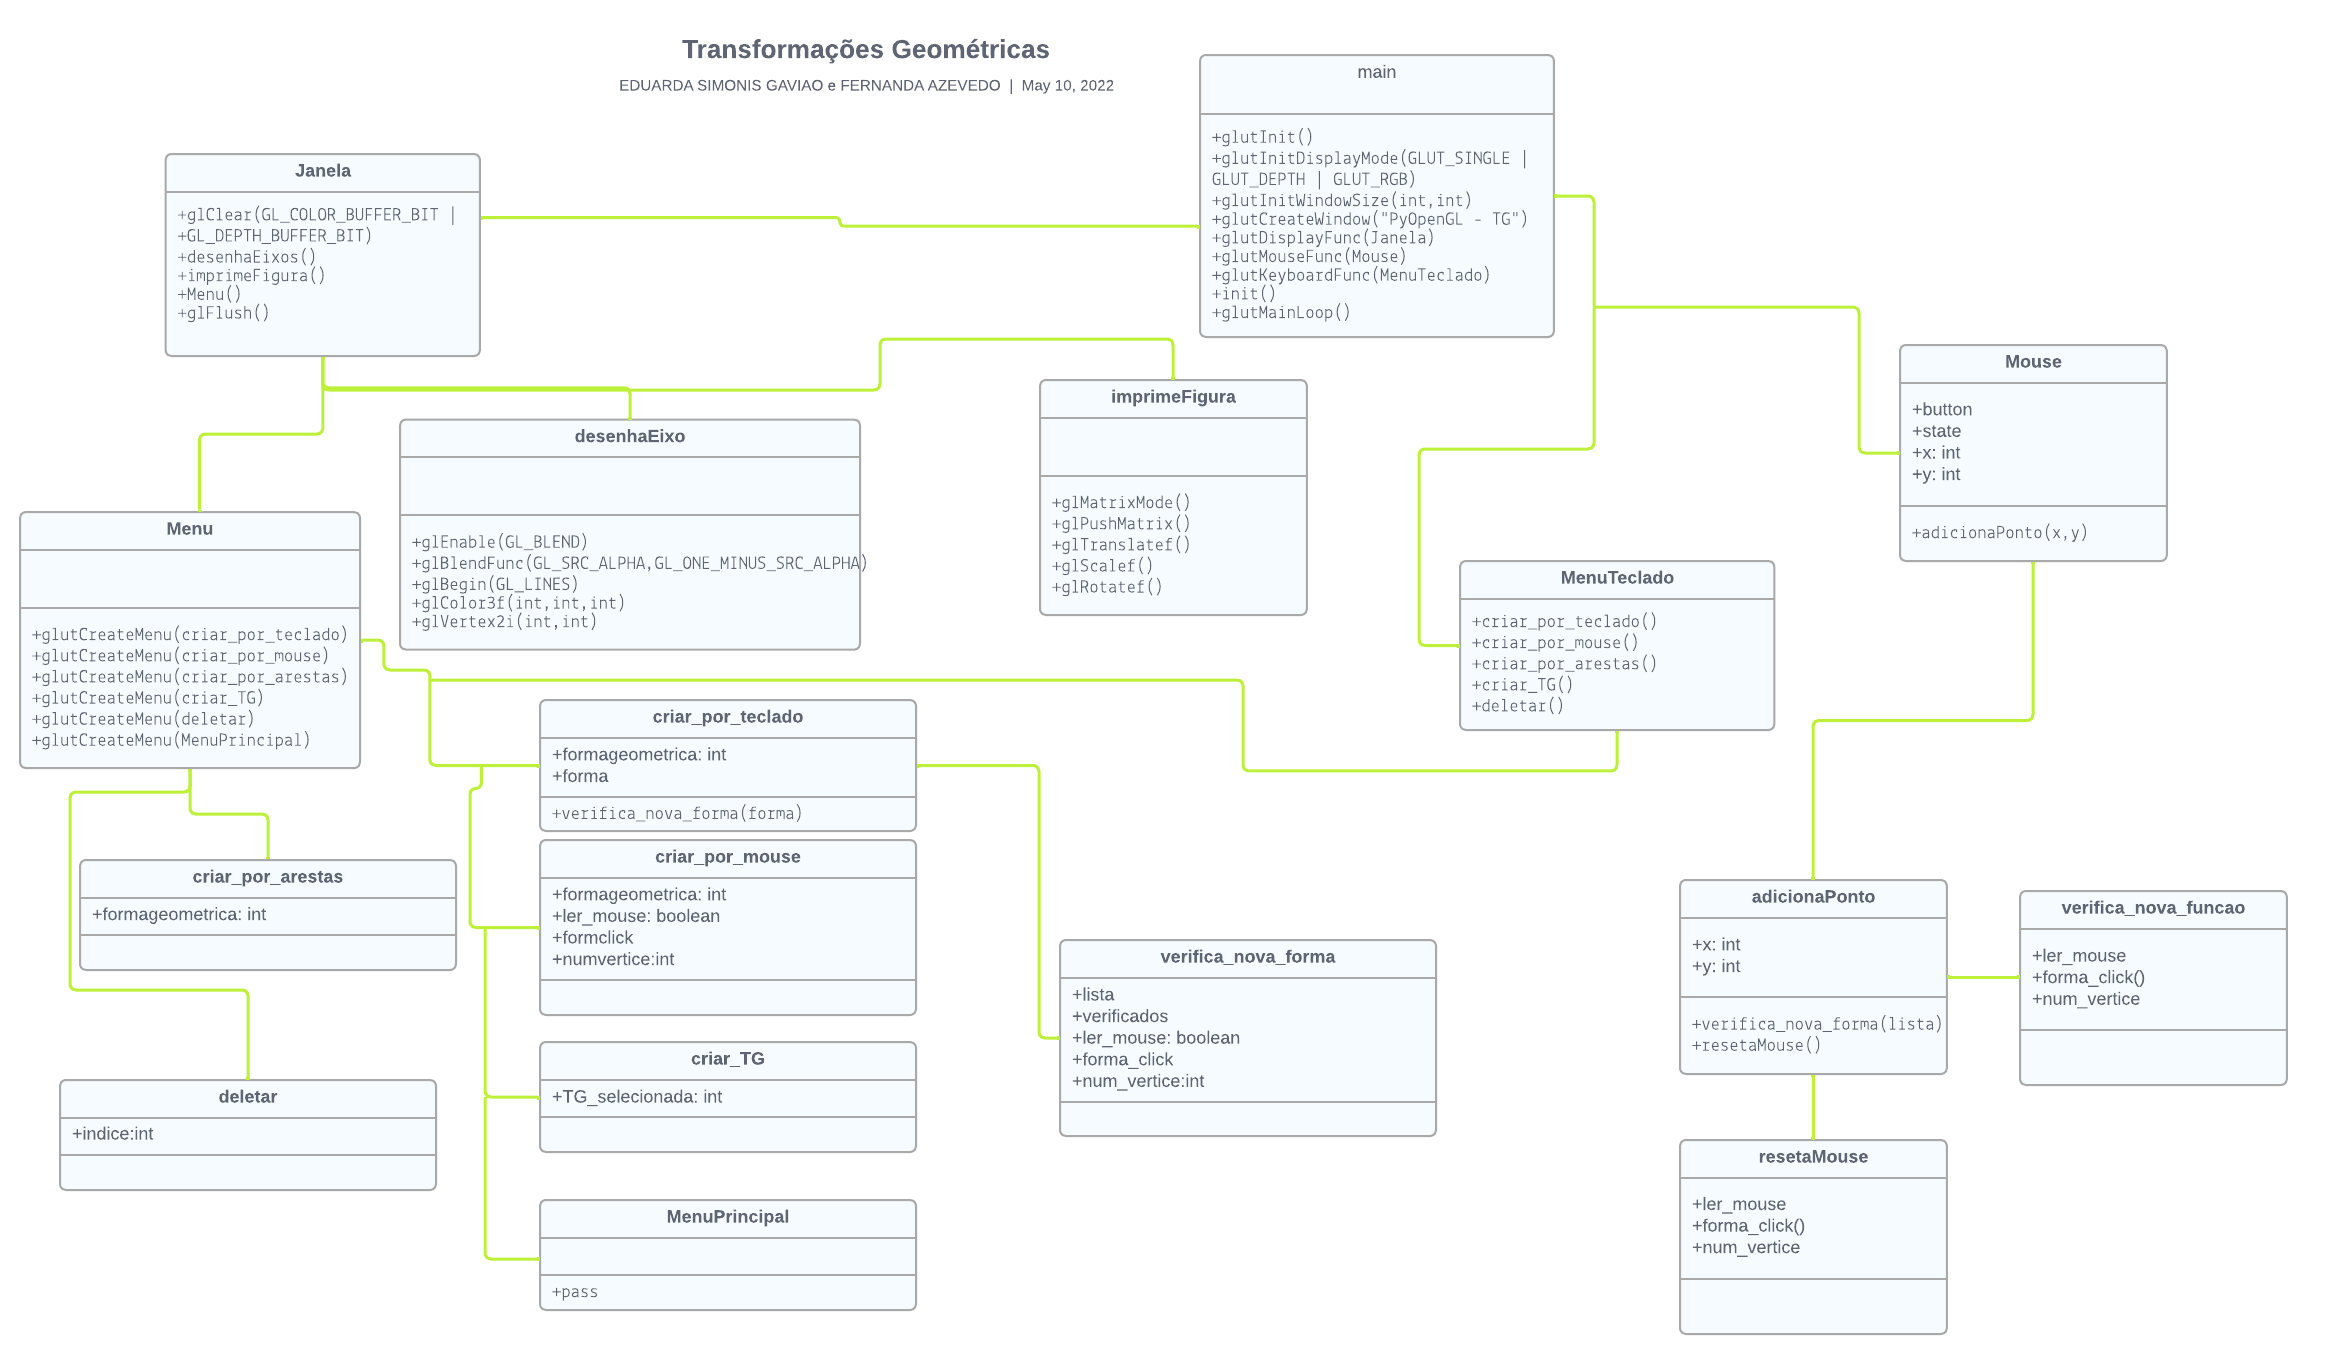 Transformações Geométricas
EDUARDA SIMONIS GAVIAO e FERNANDA AZEVEDO | May 10, 2022
main
+glutInit()
+glutInitDisplayMode(GLUT_SINGLE |
GLUT_DEPTH | GLUT_RGB)
+glutInitWindowSize(int,int)
+glutCreateWindow("PyOpenGL - TG")
+glutDisplayFunc(Janela)
+glutMouseFunc(Mouse)
+glutKeyboardFunc(MenuTeclado)
+init()
+glutMainLoop()
Janela
+glClear(GL_COLOR_BUFFER_BIT |
+GL_DEPTH_BUFFER_BIT)
+desenhaEixos()
+imprimeFigura()
+Menu()
+glFlush()
Mouse
+button
+state
+x: int
+y: int
+adicionaPonto(x,y)
imprimeFigura
+glMatrixMode()
+glPushMatrix()
+glTranslatef()
+glScalef()
+glRotatef()
desenhaEixo
+glEnable(GL_BLEND)
+glBlendFunc(GL_SRC_ALPHA,GL_ONE_MINUS_SRC_ALPHA)
+glBegin(GL_LINES)
+glColor3f(int,int,int)
+glVertex2i(int,int)
Menu
+glutCreateMenu(criar_por_teclado)
+glutCreateMenu(criar_por_mouse)
+glutCreateMenu(criar_por_arestas)
+glutCreateMenu(criar_TG)
+glutCreateMenu(deletar)
+glutCreateMenu(MenuPrincipal)
MenuTeclado
+criar_por_teclado()
+criar_por_mouse()
+criar_por_arestas()
+criar_TG()
+deletar()
criar_por_teclado
+formageometrica: int
+forma
+verifica_nova_forma(forma)
criar_por_mouse
+formageometrica: int
+ler_mouse: boolean
+formclick
+numvertice:int
criar_por_arestas
+formageometrica: int
adicionaPonto
+x: int
+y: int
+verifica_nova_forma(lista)
+resetaMouse()
verifica_nova_funcao
+ler_mouse
+forma_click()
+num_vertice
verifica_nova_forma
+lista
+verificados
+ler_mouse: boolean
+forma_click
+num_vertice:int
criar_TG
+TG_selecionada: int
deletar
+indice:int
resetaMouse
+ler_mouse
+forma_click()
+num_vertice
MenuPrincipal
+pass